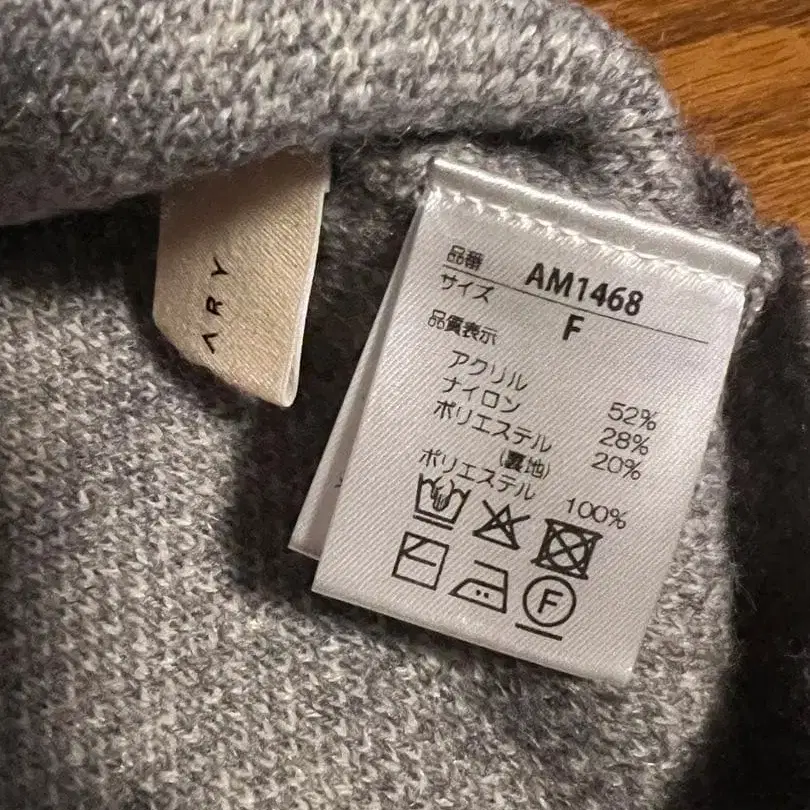 ARY
品番 AM1468
サイズ F
品質表示
アクリル 52%
ナイロン 28%
ポリエステル 20%
(裏地)
ポリエステル 100%
F